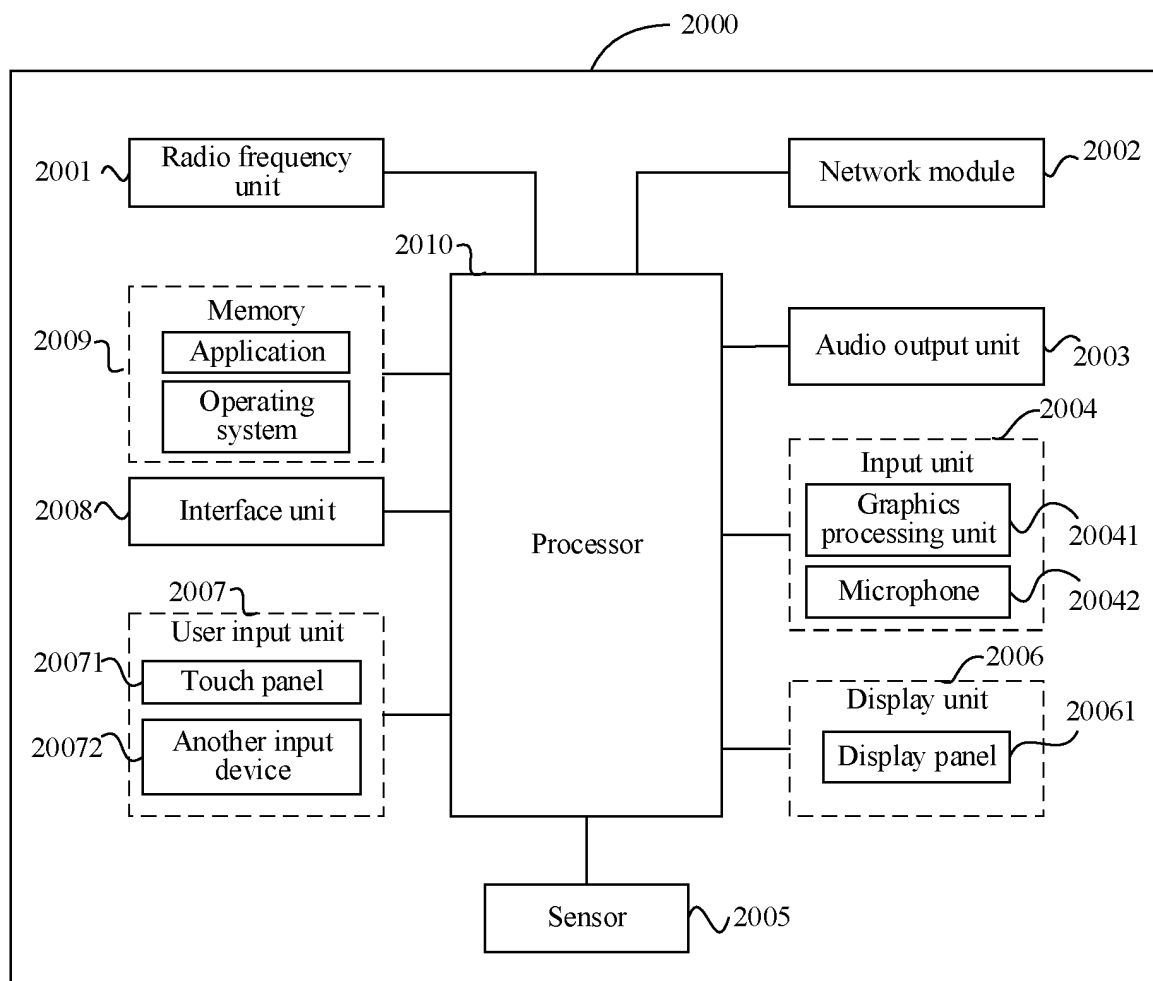 2000
2001
Radio frequency
unit
Network module
2002
2010
Memory
Application
Operating
system
2009
Audio output unit
2003
2004
Input unit
Graphics
processing unit
20041
Microphone
20042
2008
Interface unit
Processor
2007
User input unit
20071
Touch panel
20072
Another input
device
2006
Display unit
Display panel
20061
Sensor
2005